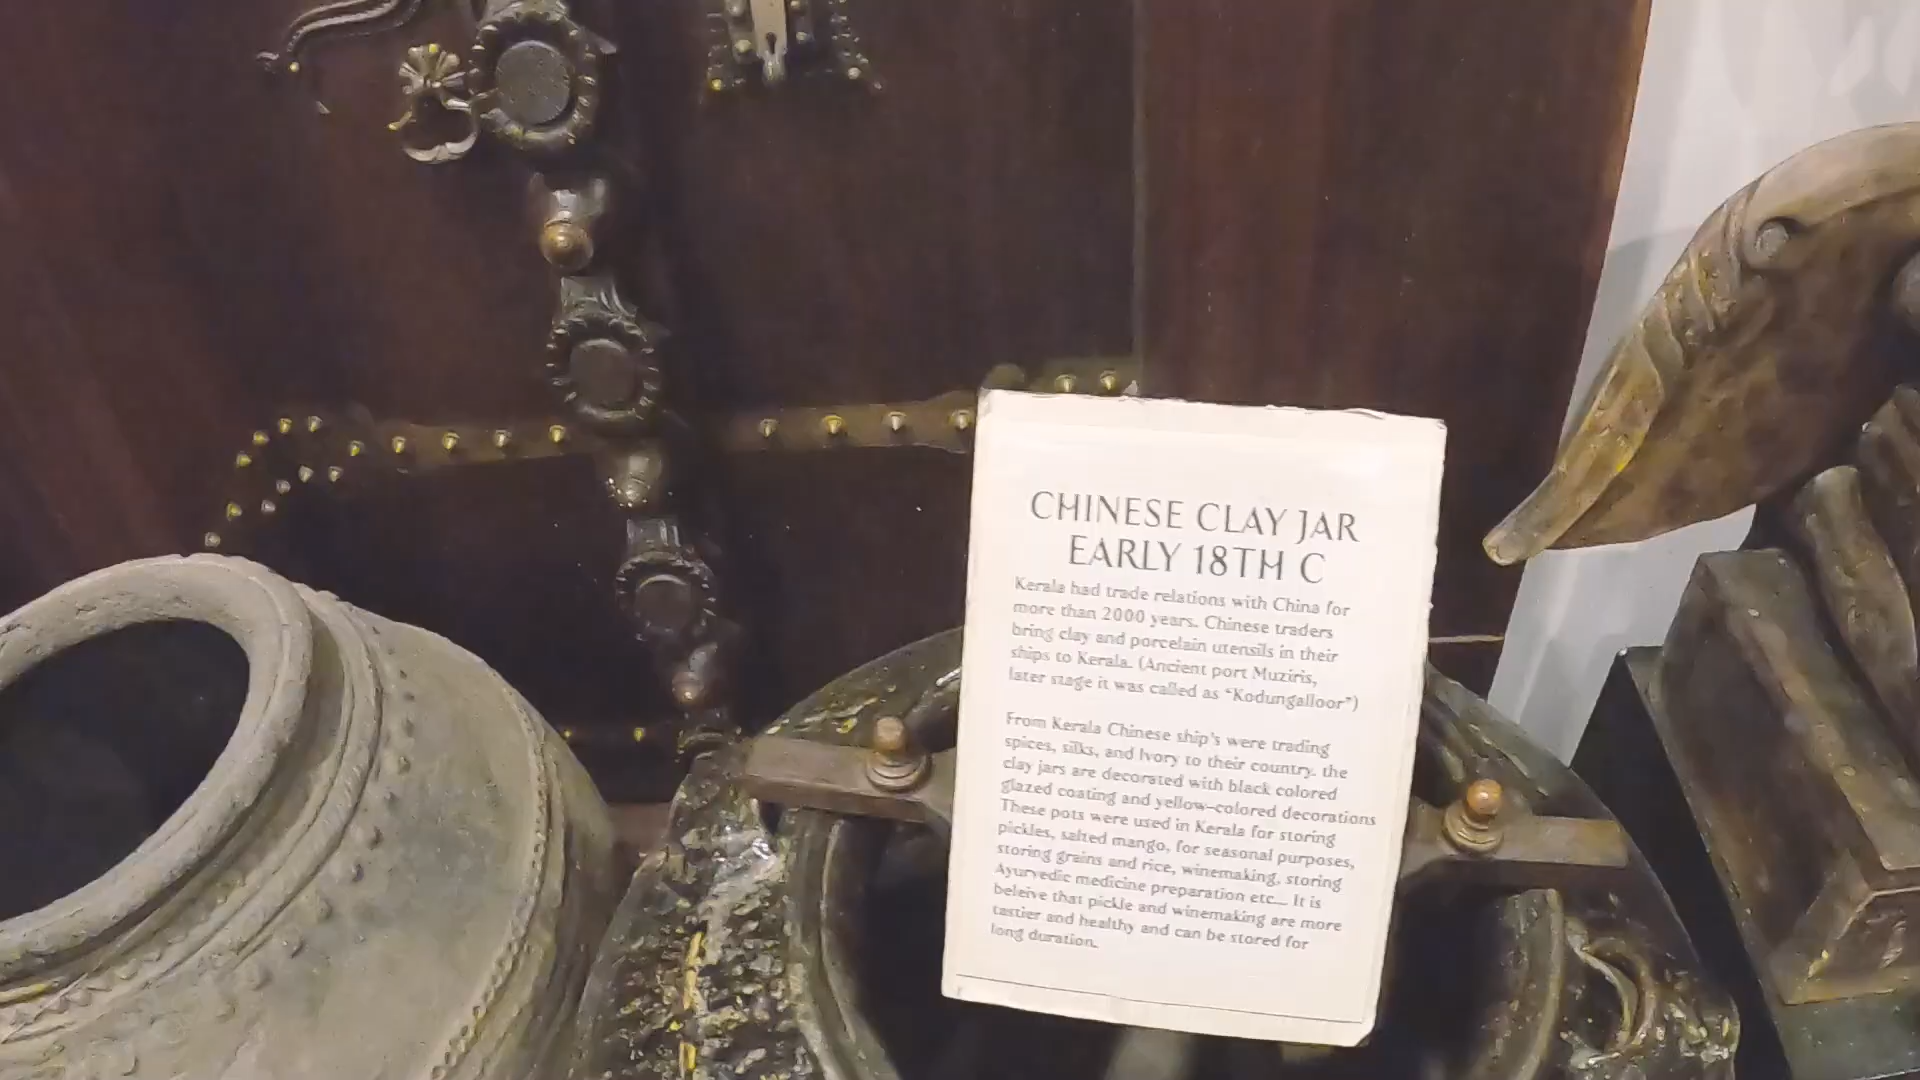 CHINESE CLAY JAR
EARLY 18TH C
Kerala had trade relations with China for
more than 2000 years. Chinese traders
bring clay and porcelain utensils in their
ships to Kerala. (Ancient port Muziris,
later stage it was called as “Kodungalloor”)
From Kerala Chinese ship's were trading
spices, silks, and Ivory to their country. the
clay jars are decorated with black colored
glazed coating and yellow-colored decorations
These pots were used in Kerala for storing
pickles, salted mango, for seasonal purposes,
storing grains and rice, winemaking, storing
Ayurvedic medicine preparation etc... It is
beleive that pickle and winemaking are more
tastier and healthy and can be stored for
long duration.